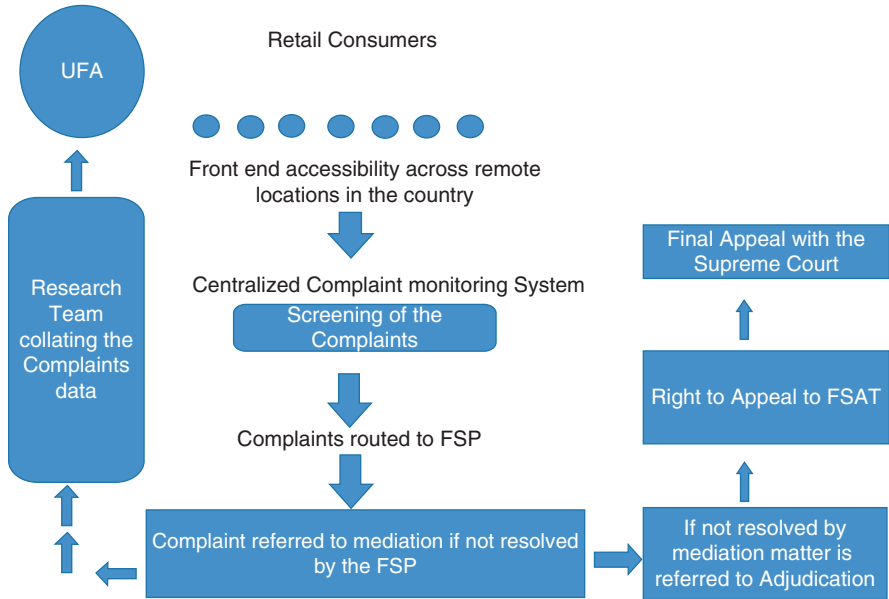 UFA
Retail Consumers
Front end accessibility across remote
locations in the country
Centralized Complaint monitoring System
Screening of the
Complaints
Complaints routed to FSP
Complaint referred to mediation if not resolved
by the FSP
Research
Team
collating the
Complaints
data
If not resolved by
mediation matter is
referred to Adjudication
Right to Appeal to FSAT
Final Appeal with the
Supreme Court